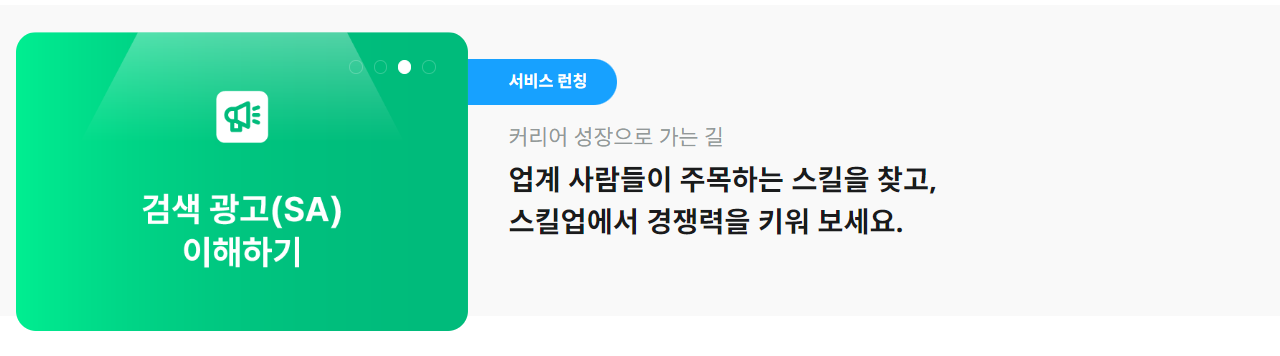 검색 광고(SA)
이해하기
서비스 런칭
커리어 성장으로 가는 길
업계 사람들이 주목하는 스킬을 찾고,
스킬업에서 경쟁력을 키워 보세요.